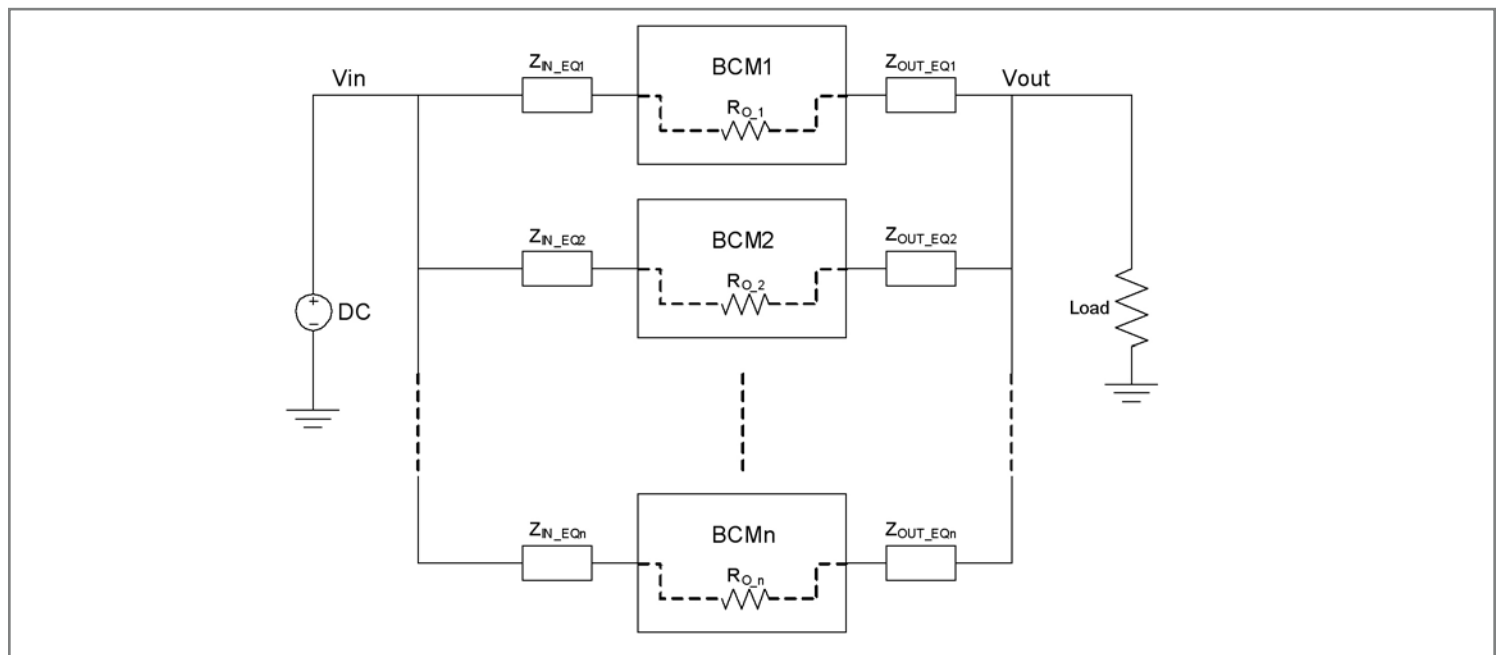 Vin
Z_IN_EQ1
BCM1
R_O_1
Z_OUT_EQ1
Vout
Z_IN_EQ2
BCM2
R_O_2
Z_OUT_EQ2
+
−
DC
Load
Z_IN_EQn
BCMn
R_O_n
Z_OUT_EQn